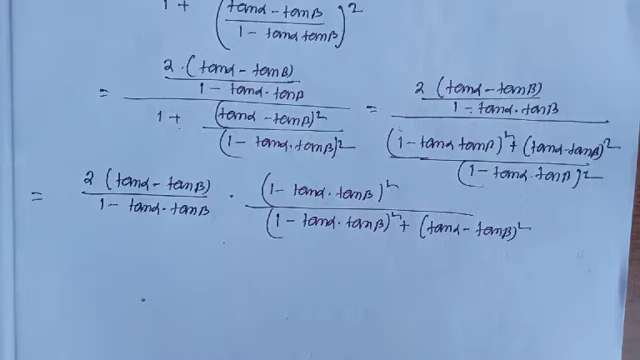 1 + ( (tanα - tanβ) / (1 - tanα tanβ) )²
= ( 2·(tanα - tanβ) / (1 - tanα·tanβ) ) / ( 1 + (tanα - tanβ)² / (1 - tanα·tanβ)² ) = ( 2 (tanα - tanβ) / (1 - tanα·tanβ) ) / ( ( (1 - tanα tanβ)² + (tanα - tanβ)² ) / (1 - tanα·tanβ)² )
= 2 (tanα - tanβ) / (1 - tanα·tanβ) · (1 - tanα·tanβ)² / ( (1 - tanα·tanβ)² + (tanα - tanβ)² )